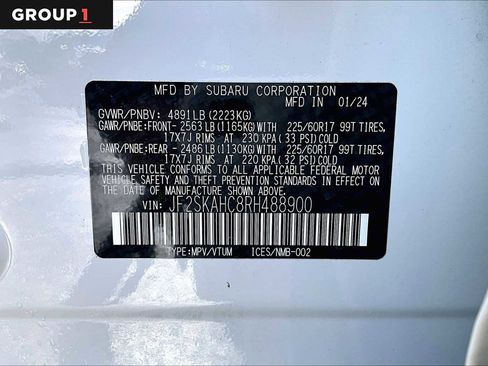 GROUP 1
MFD BY SUBARU CORPORATION
MFD IN 01/24
GVWR/PNBV: 4891LB (2223KG)
GAWR/PNBE:FRONT- 2563LB (1165KG)WITH 225/60R17 99T TIRES,
17X7J RIMS AT 230 KPA (33 PSI)COLD
GAWR/PNBE:REAR- 2486LB (1130KG)WITH 225/60R17 99T TIRES,
17X7J RIMS AT 220 KPA(32 PSI)COLD
THIS VEHICLE CONFORMS TO ALL APPLICABLE FEDERAL MOTOR
VEHICLE SAFETY AND THEFT PREVENTION STANDARDS IN EFFECT
ON THE DATE OF MANUFACTURE SHOWN ABOVE.
VIN: JF2SKAHC8RH488900
TYPE:MPV/VTUM ICES/NMB-002